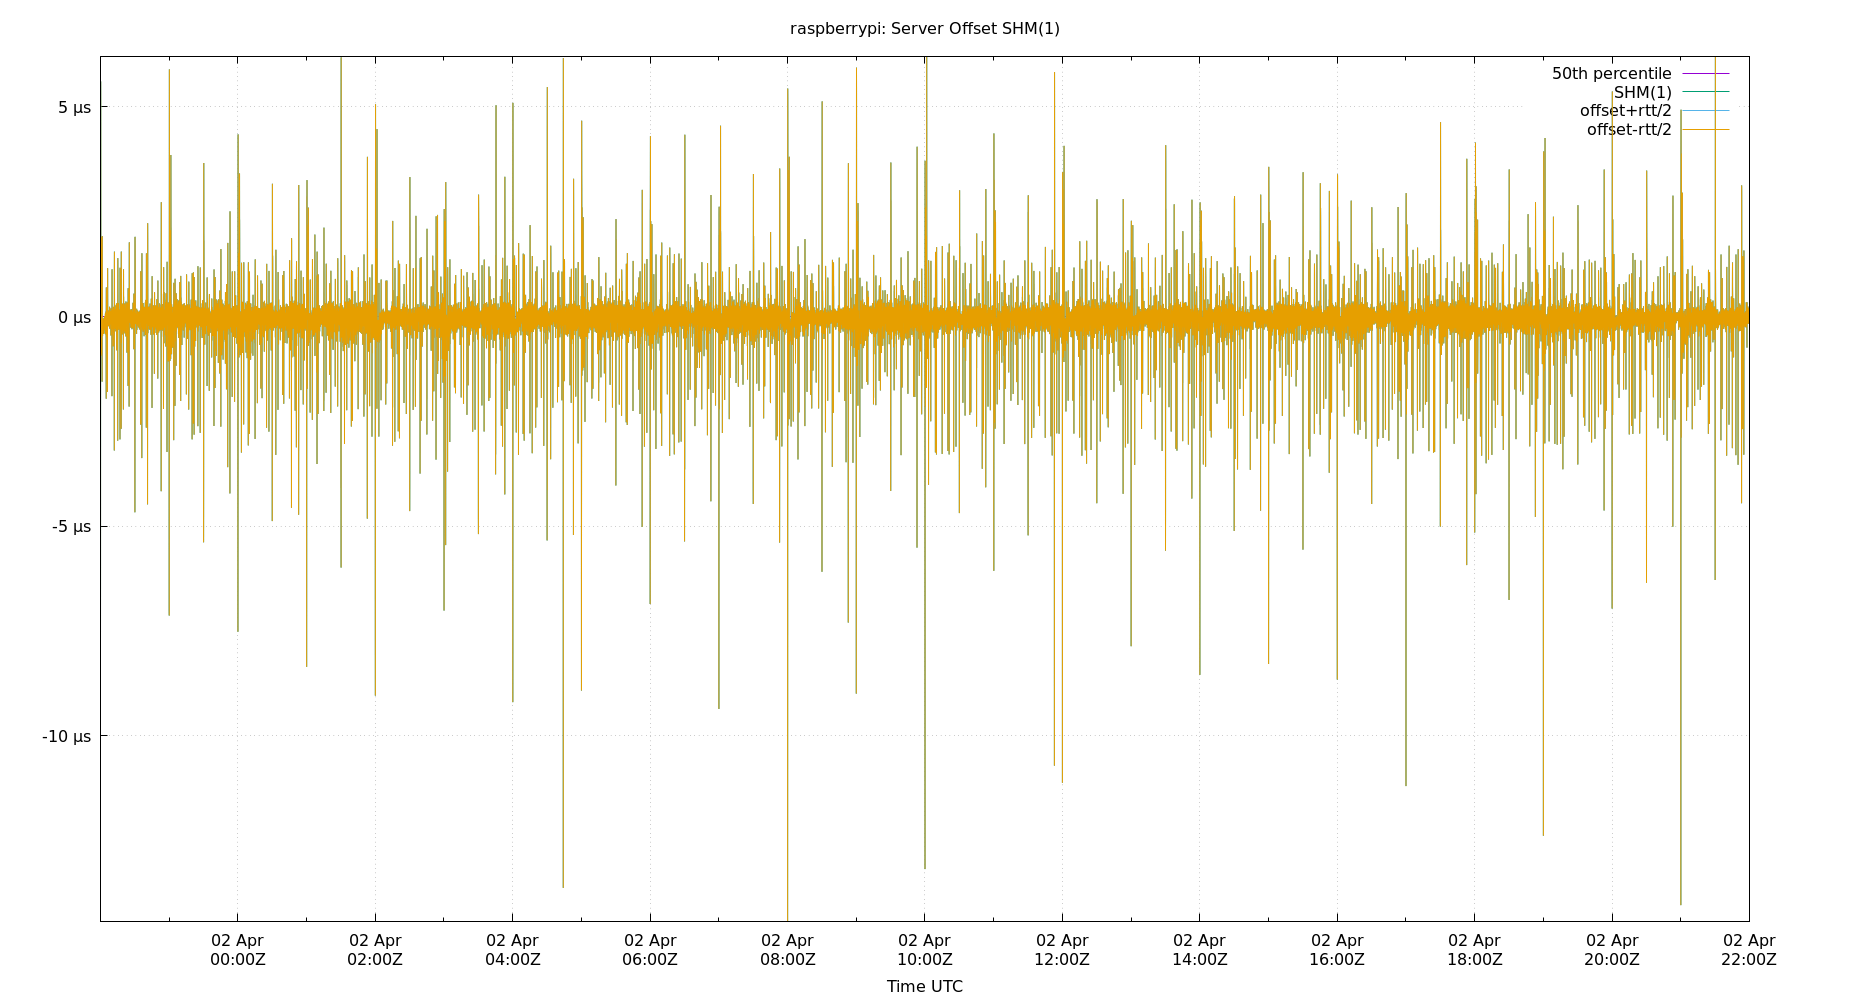 raspberrypi: Server Offset SHM(1)
50th percentile
SHM(1)
offset+rtt/2
offset-rtt/2
5 µs
0 µs
-5 µs
-10 µs
02 Apr 02 Apr 02 Apr 02 Apr 02 Apr 02 Apr 02 Apr 02 Apr 02 Apr 02 Apr 02 Apr 02 Apr
00:00Z 02:00Z 04:00Z 06:00Z 08:00Z 10:00Z 12:00Z 14:00Z 16:00Z 18:00Z 20:00Z 22:00Z
Time UTC